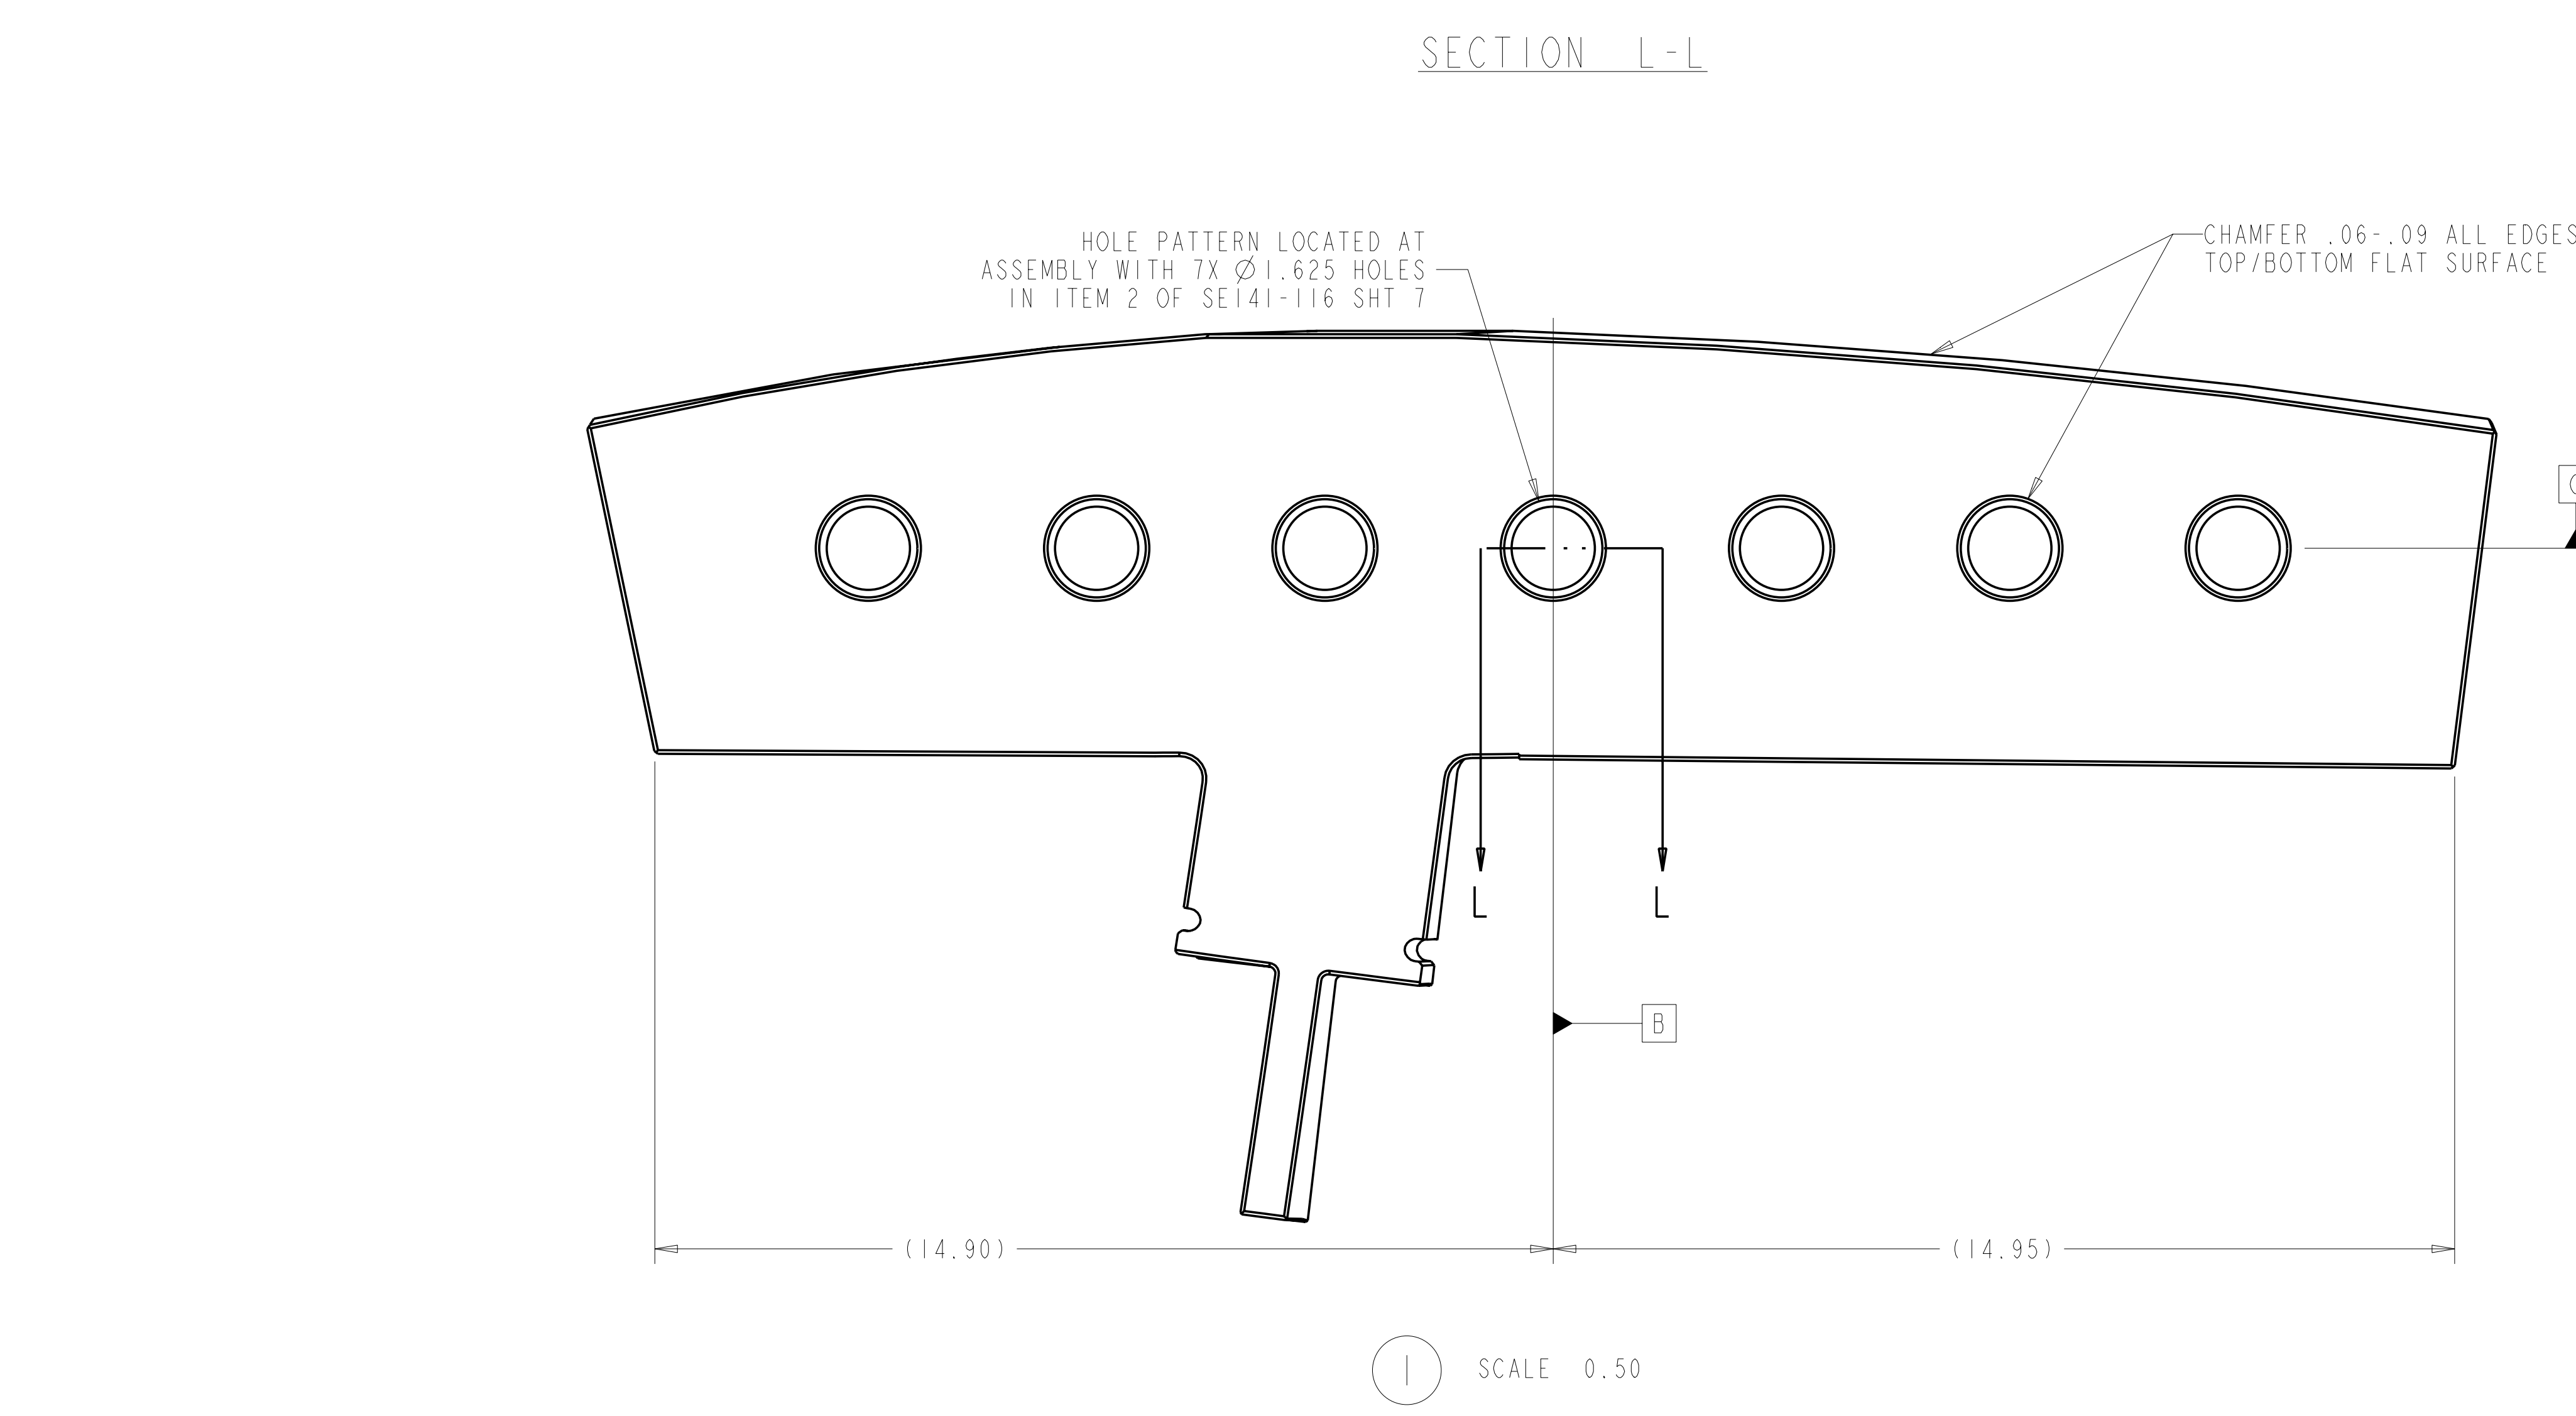 SECTION L-L
HOLE PATTERN LOCATED AT
ASSEMBLY WITH 7X Ø1.625 HOLES
IN ITEM 2 OF SE141-116 SHT 7
CHAMFER .06-.09 ALL EDGES
TOP/BOTTOM FLAT SURFACE
L L
B
(14.90) (14.95)
1 SCALE 0.50